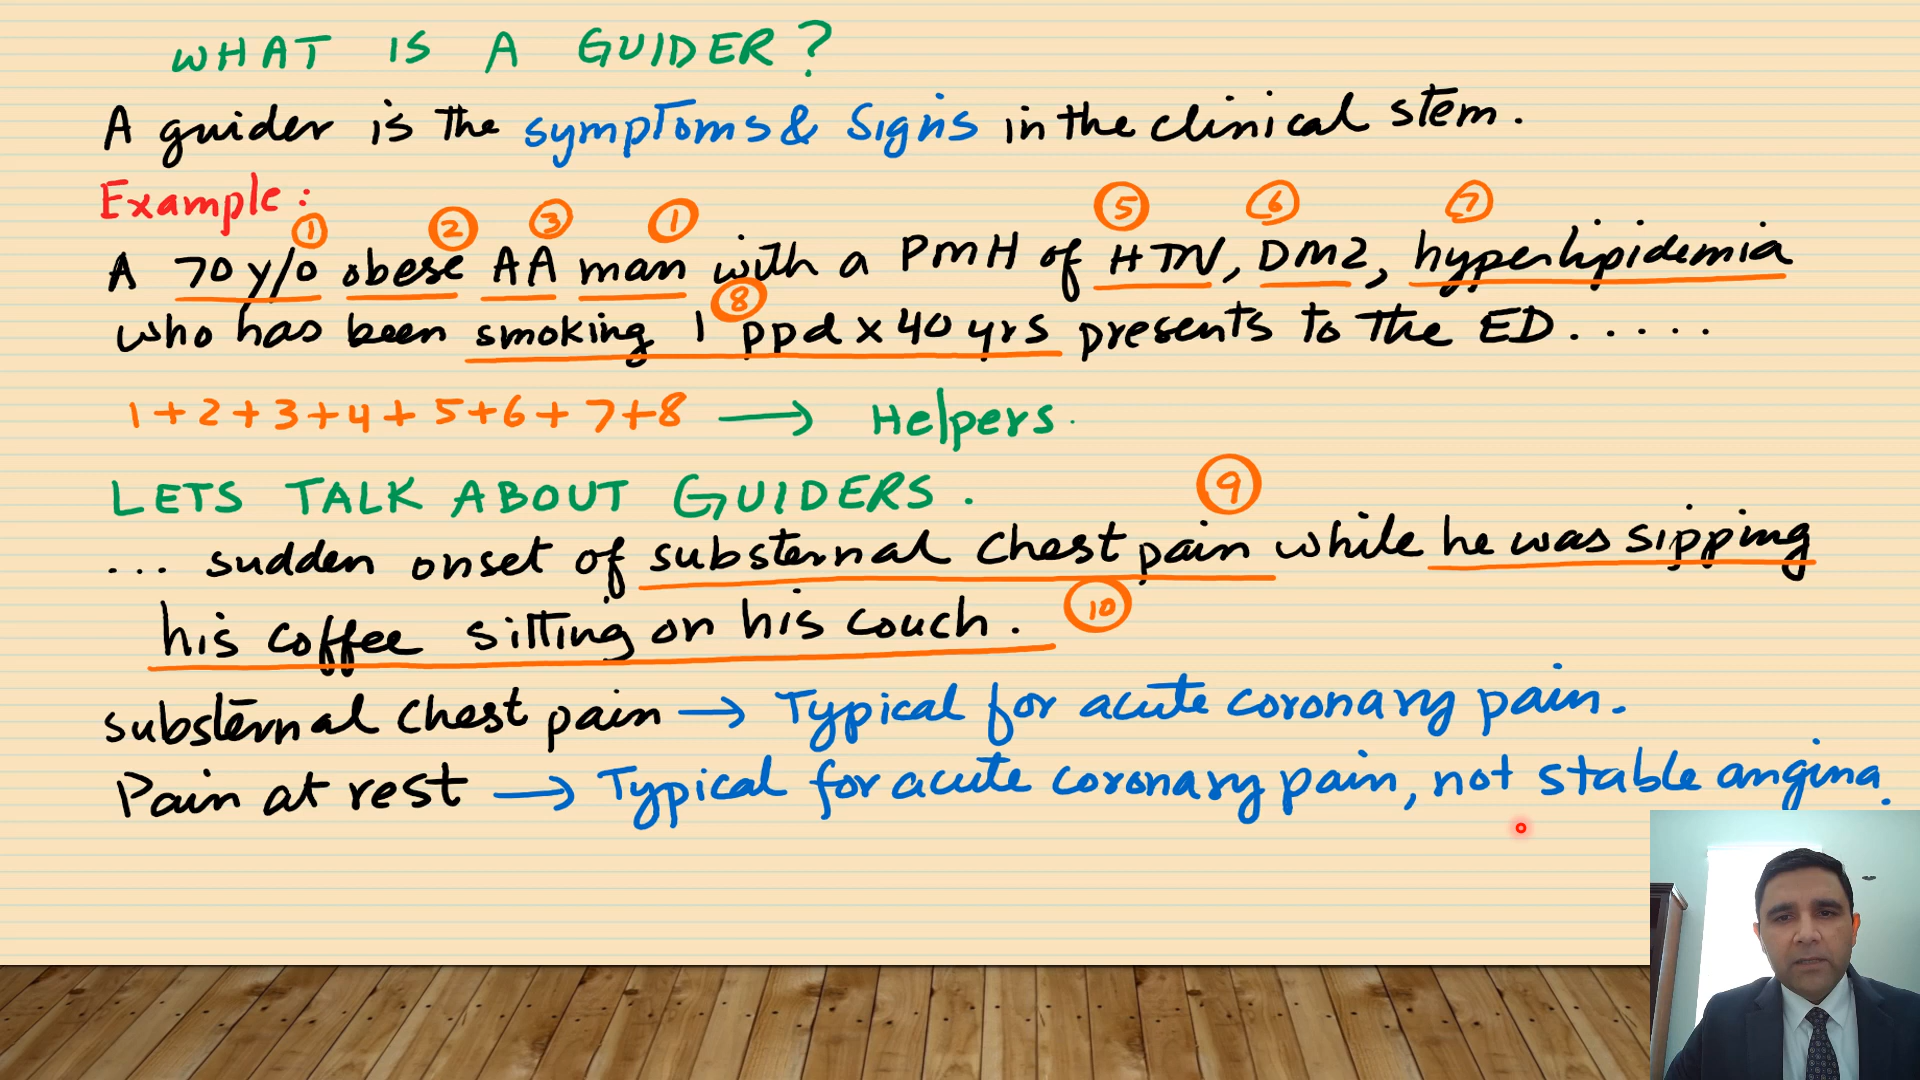 WHAT IS A GUIDER?
A guider is the symptoms & signs in the clinical stem.
Example:
1 2 3 1 5 6 7
A 70 y/o obese AA man with a PMH of HTN, DM2, hyperlipidemia
8
who has been smoking 1 ppd x 40 yrs presents to the ED.....
1+2+3+4+5+6+7+8 → Helpers.
LETS TALK ABOUT GUIDERS.
9
... sudden onset of substernal chest pain while he was sipping
his coffee sitting on his couch. 10
substernal chest pain → Typical for acute coronary pain.
Pain at rest → Typical for acute coronary pain, not stable angina.